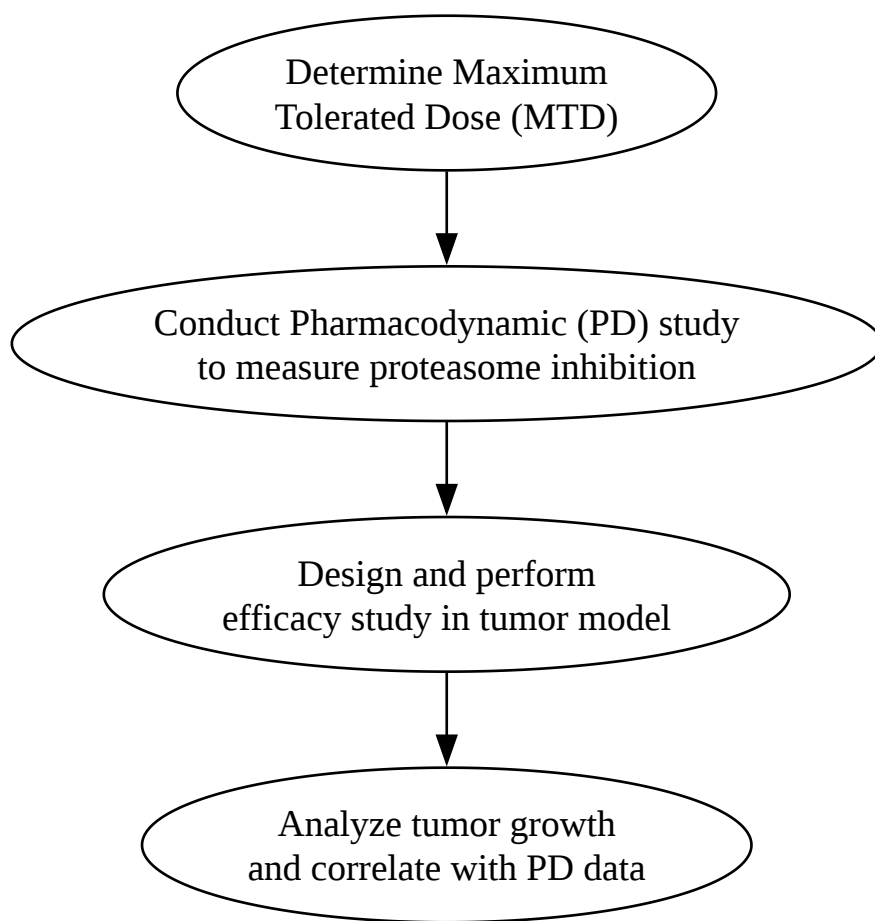 Determine Maximum
Tolerated Dose (MTD)
Conduct Pharmacodynamic (PD) study
to measure proteasome inhibition
Design and perform
efficacy study in tumor model
Analyze tumor growth
and correlate with PD data